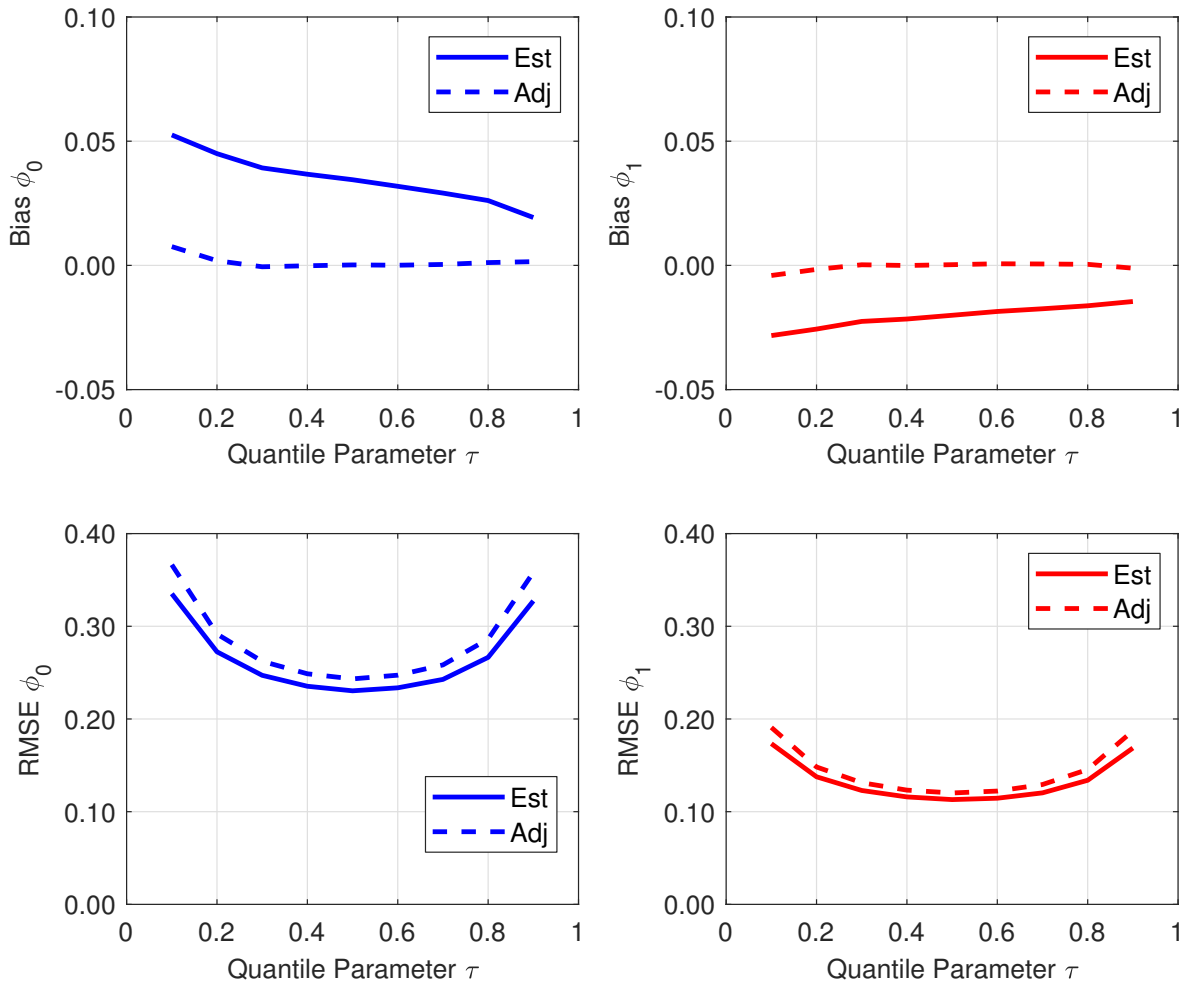 0.10
0.05
0.00
-0.05
Bias ϕ0
Est
Adj
0 0.2 0.4 0.6 0.8 1
Quantile Parameter τ
0.10
0.05
0.00
-0.05
Bias ϕ1
Est
Adj
0 0.2 0.4 0.6 0.8 1
Quantile Parameter τ
0.40
0.30
0.20
0.10
0.00
RMSE ϕ0
Est
Adj
0 0.2 0.4 0.6 0.8 1
Quantile Parameter τ
0.40
0.30
0.20
0.10
0.00
RMSE ϕ1
Est
Adj
0 0.2 0.4 0.6 0.8 1
Quantile Parameter τ